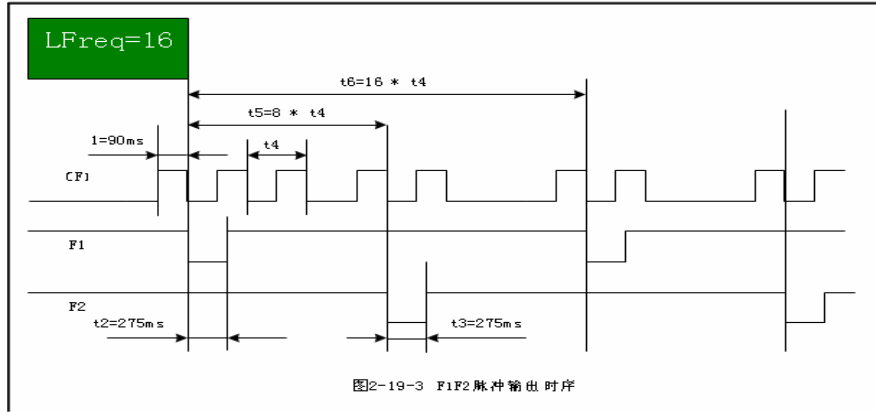 LFreq=16
t6=16 * t4
t5=8 * t4
1=90ms
t4
CF1
F1
F2
t2=275ms
t3=275ms
图2-19-3 F1F2脉冲输出时序